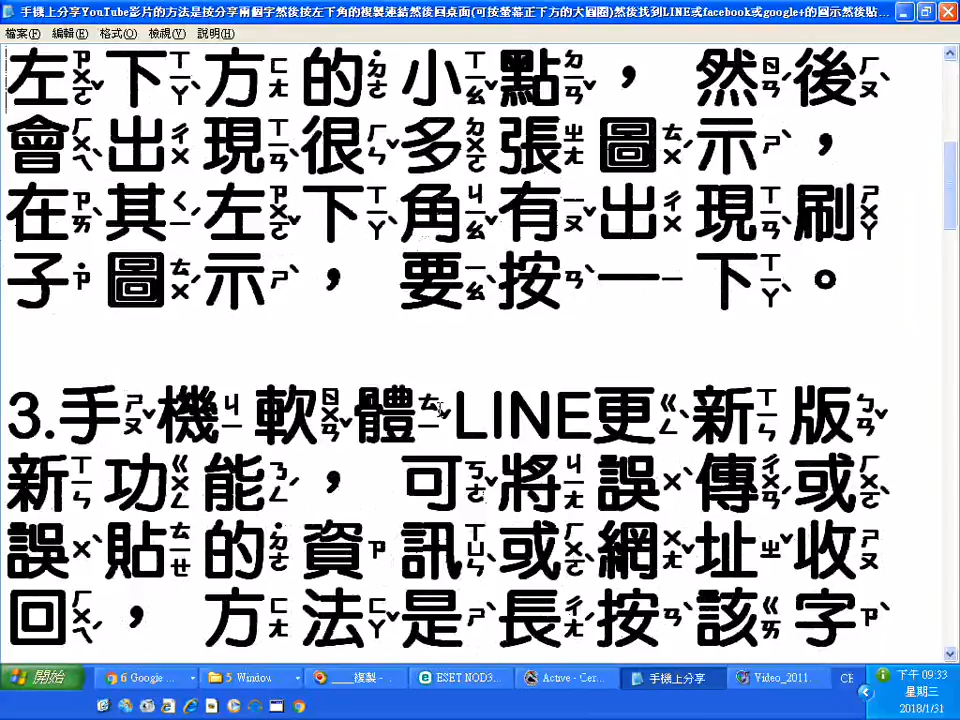 手機上分享YouTube影片的方法是按分享兩個字然後按左下角的複製連結然後回桌面(可按螢幕正下方的大圓圈)然後找到LINE或facebook或google+的圖示然後貼...
檔案(F) 編輯(E) 格式(O) 檢視(V) 說明(H)
左下方的小點，然後
會出現很多張圖示，
在其左下角有出現刷
子圖示，要按一下。
3.手機軟體LINE更新版
新功能，可將誤傳或
誤貼的資訊或網址收
回，方法是長按該字
開始 6 Google ... 5 Window ____複製 - ... ESET NOD3... Active - Cer... 手機上分享 Video_2011. CH
下午 09:33
星期三
2018/1/31